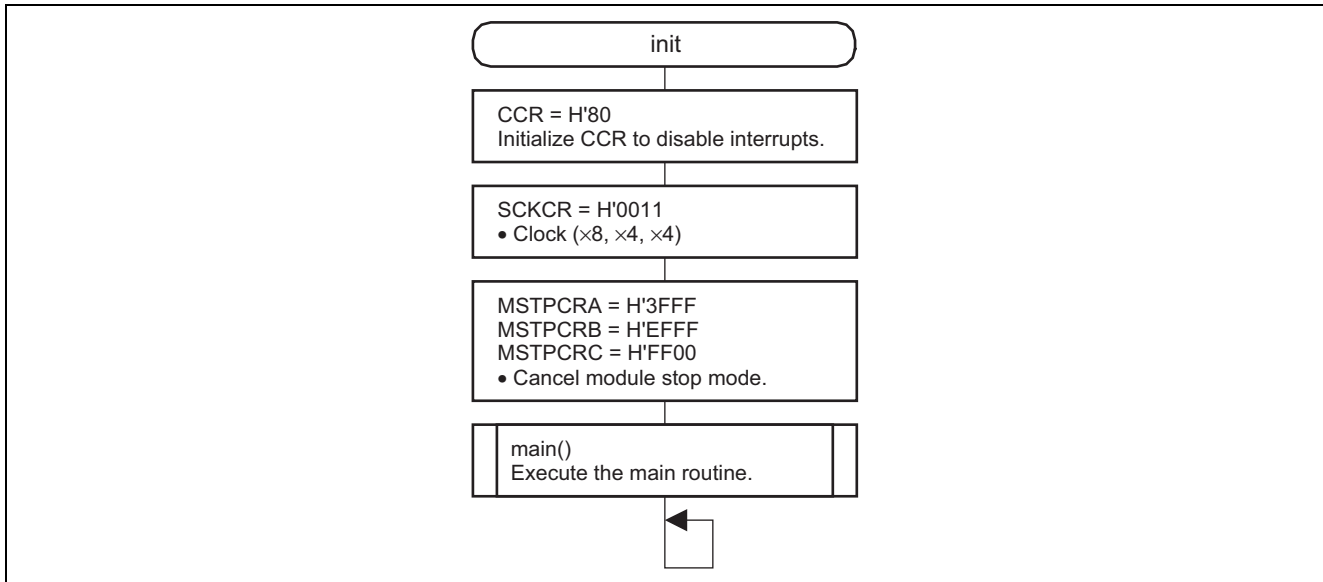 init
CCR = H'80
Initialize CCR to disable interrupts.
SCKCR = H'0011
• Clock (×8, ×4, ×4)
MSTPCRA = H'3FFF
MSTPCRB = H'EFFF
MSTPCRC = H'FF00
• Cancel module stop mode.
main()
Execute the main routine.